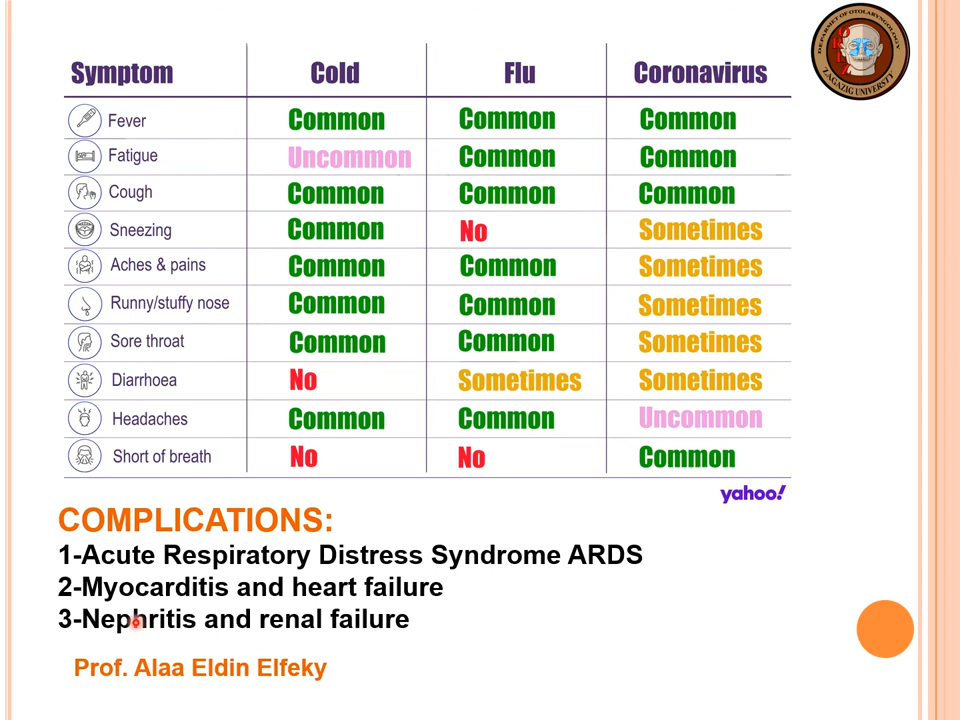 Symptom Cold Flu Coronavirus
Fever Common Common Common
Fatigue Uncommon Common Common
Cough Common Common Common
Sneezing Common No Sometimes
Aches & pains Common Common Sometimes
Runny/stuffy nose Common Common Sometimes
Sore throat Common Common Sometimes
Diarrhoea No Sometimes Sometimes
Headaches Common Common Uncommon
Short of breath No No Common
yahoo!
COMPLICATIONS:
1-Acute Respiratory Distress Syndrome ARDS
2-Myocarditis and heart failure
3-Nephritis and renal failure
Prof. Alaa Eldin Elfeky
ZAGAZIG UNIVERSITY